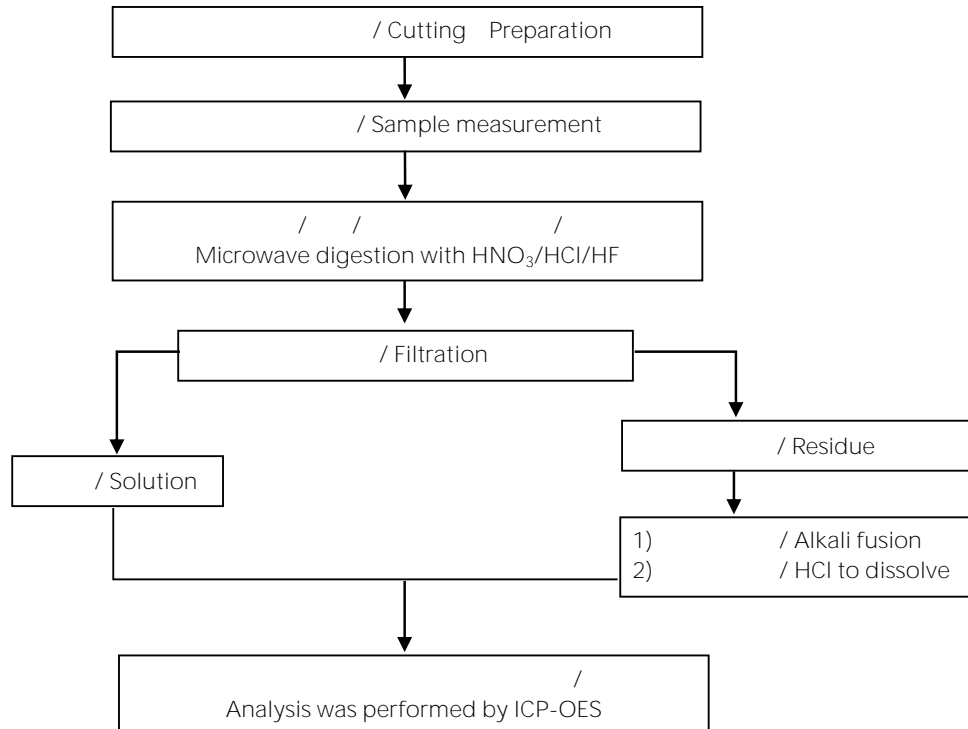 / Cutting Preparation
/ Sample measurement
/ / /
Microwave digestion with HNO₃/HCl/HF
/ Filtration
/ Residue
/ Solution
1) / Alkali fusion
2) / HCl to dissolve
/
Analysis was performed by ICP-OES